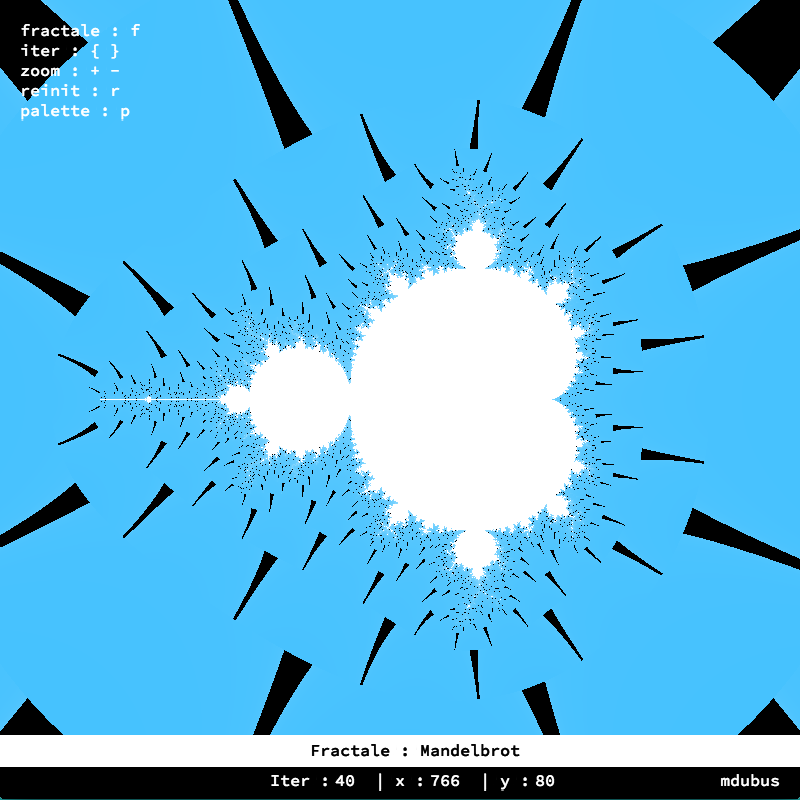 fractale : f
iter : { }
zoom : + -
reinit : r
palette : p
Fractale : Mandelbrot
Iter : 40 | x : 766 | y : 80 mdubus